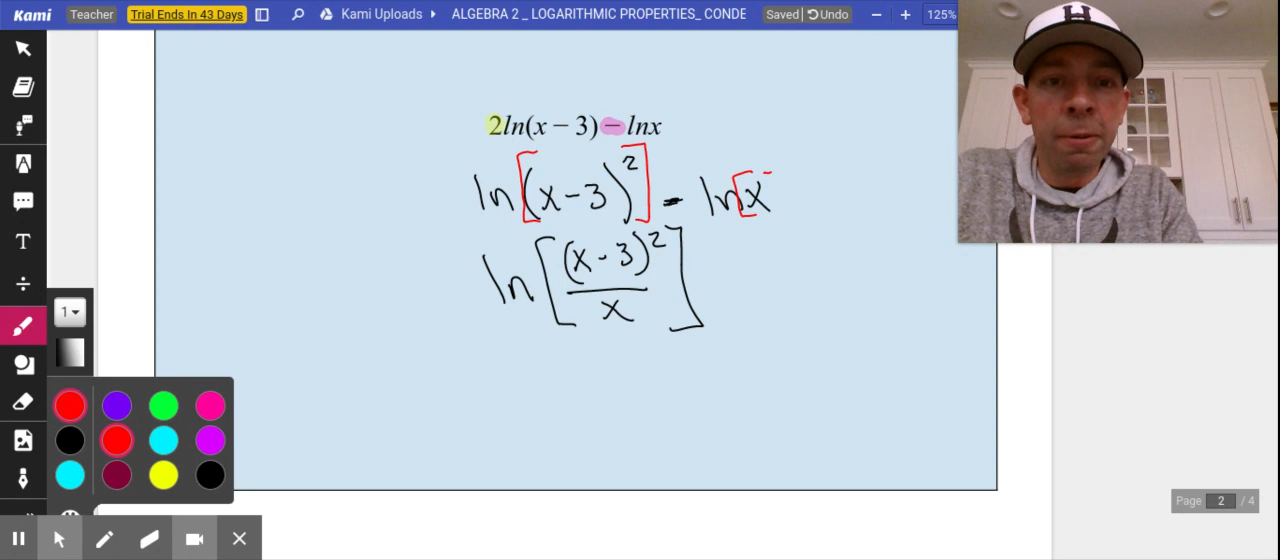 Kami Teacher Trial Ends In 43 Days Kami Uploads ALGEBRA 2 _ LOGARITHMIC PROPERTIES_ CONDE Saved Undo − + 125%
H
2ln(x − 3) − lnx
ln[(x-3)²] - ln[x
ln[(x-3)²/x]
T
1
Page 2 / 4